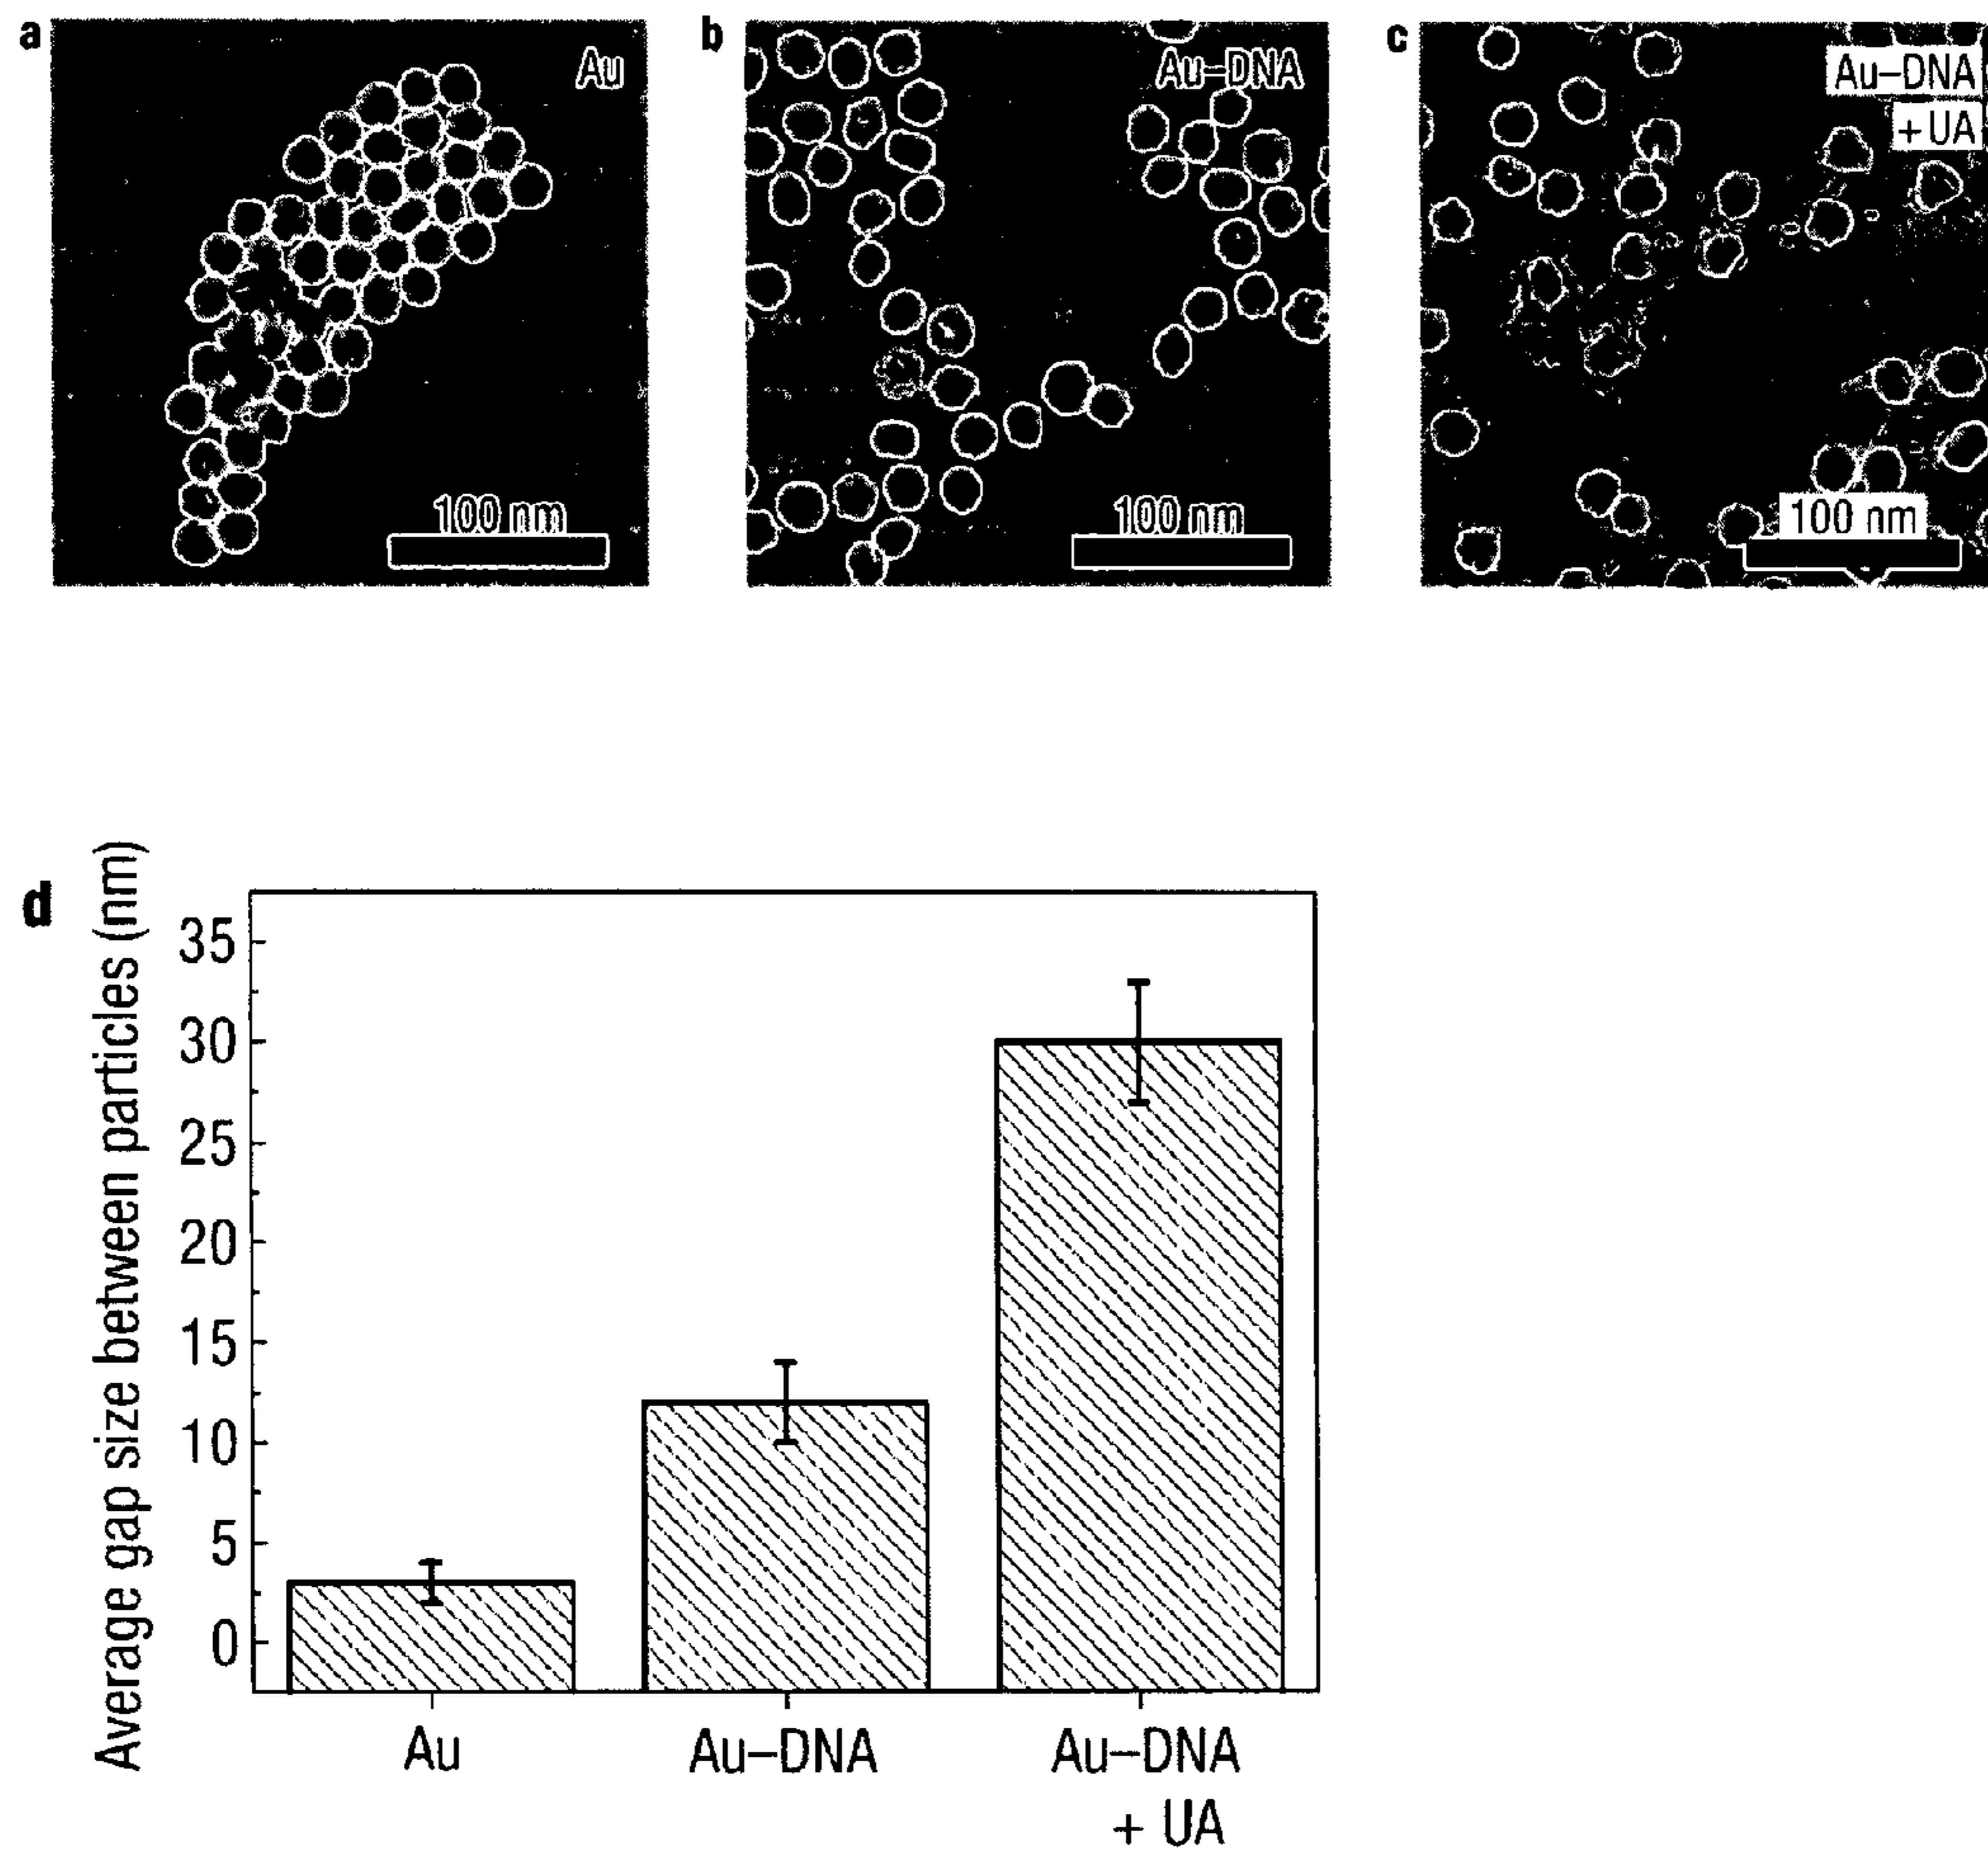 a
Au
100 nm
b
Au–DNA
100 nm
c
Au–DNA
+ UA
100 nm
d
Average gap size between particles (nm)
35
30
25
20
15
10
5
0
Au
Au–DNA
Au–DNA
+ UA